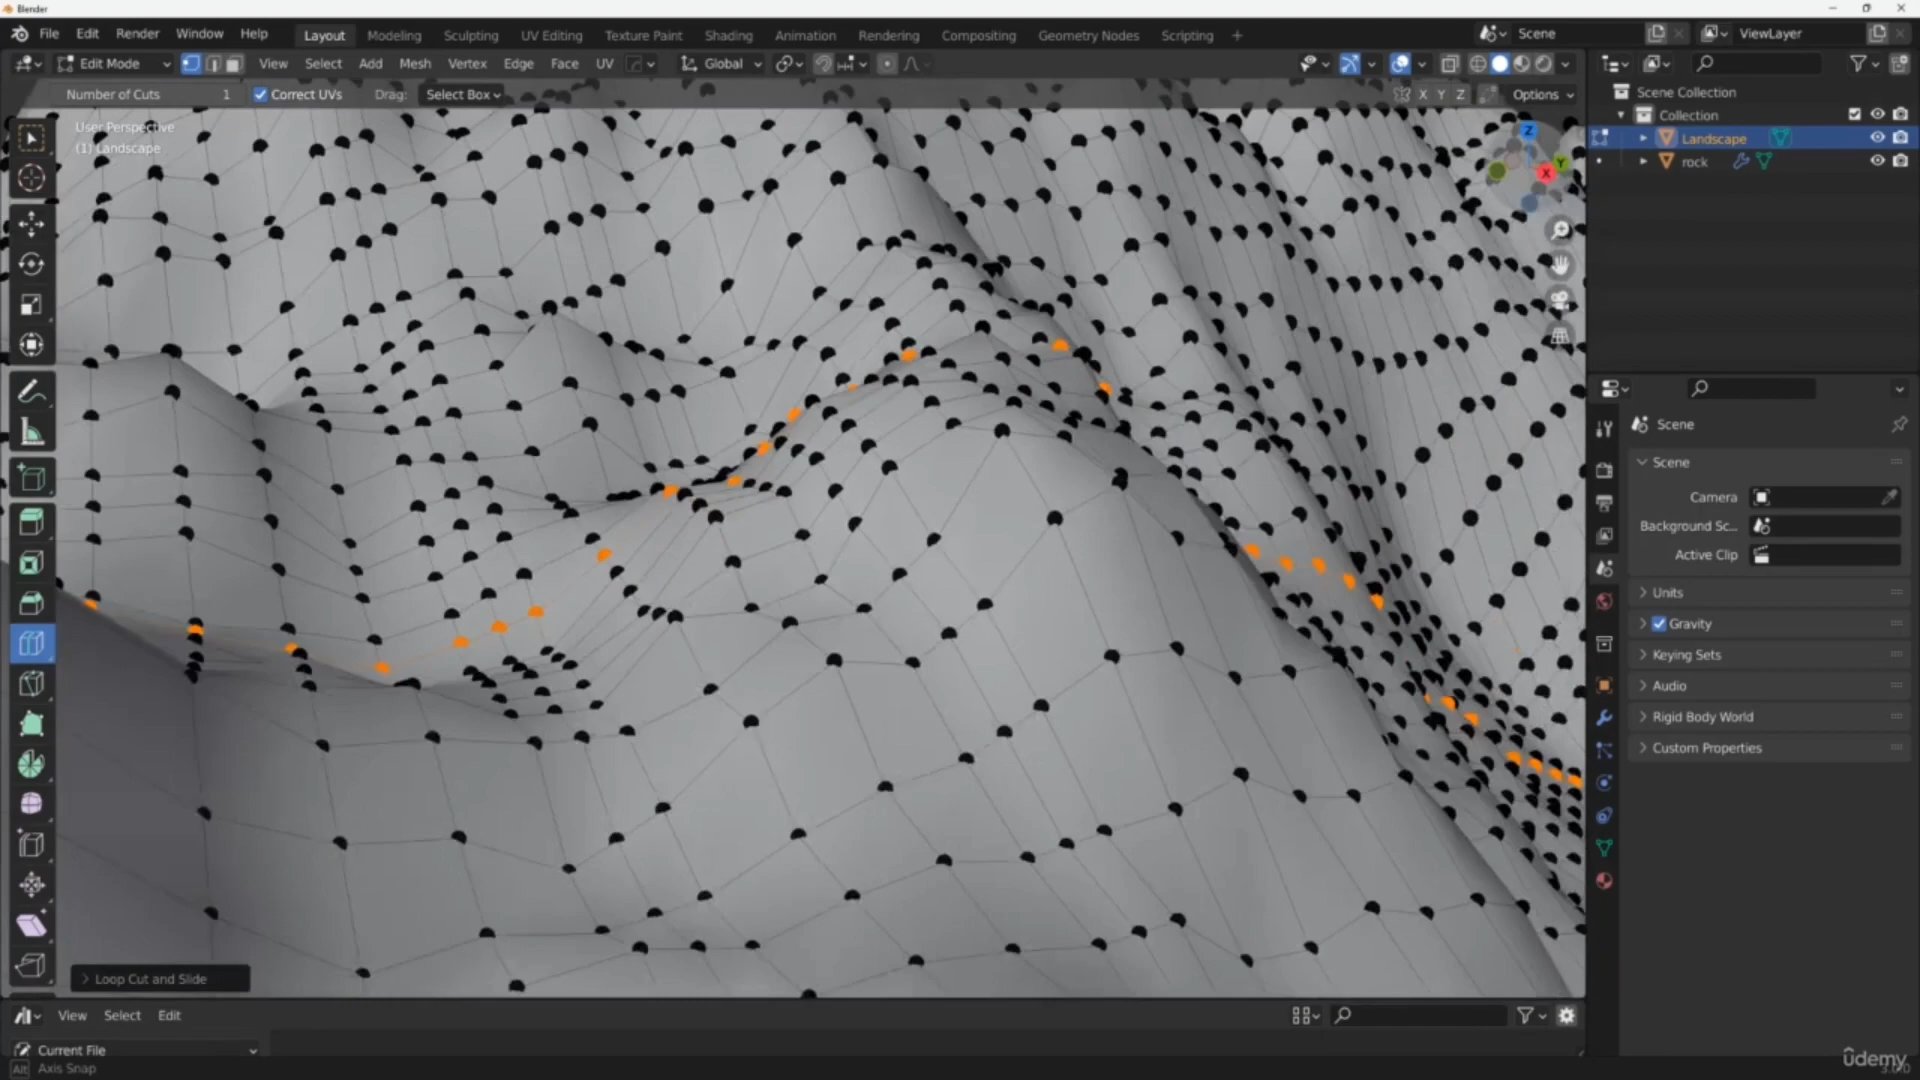 Blender
File Edit Render Window Help Layout Modeling Sculpting UV Editing Texture Paint Shading Animation Rendering Compositing Geometry Nodes Scripting + Scene ViewLayer
Edit Mode View Select Add Mesh Vertex Edge Face UV Global
Number of Cuts 1 Correct UVs Drag: Select Box X Y Z Options
User Perspective
(1) Landscape
Z
Y
X
Scene Collection
Collection
Landscape
rock
Scene
Scene
Camera
Background Sc...
Active Clip
Units
Gravity
Keying Sets
Audio
Rigid Body World
Custom Properties
Loop Cut and Slide
View Select Edit
Current File
Alt Axis Snap
ûdemy